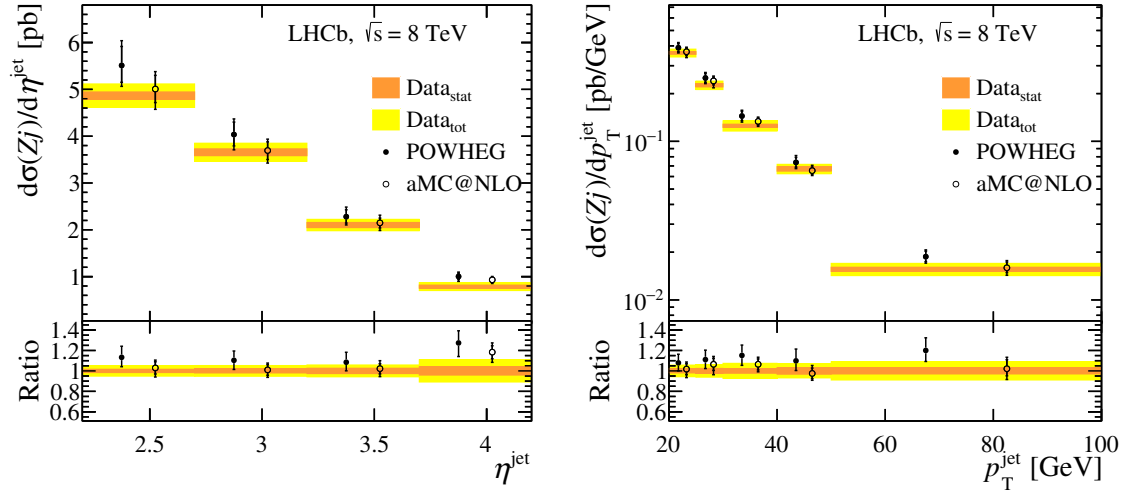 LHCb, √s = 8 TeV
dσ(Zj)/dη^jet [pb]
6
5
4
3
2
1
Data_stat
Data_tot
POWHEG
aMC@NLO
Ratio
1.4
1.2
1
0.8
0.6
2.5 3 3.5 4
η^jet
LHCb, √s = 8 TeV
dσ(Zj)/dp_T^jet [pb/GeV]
10^−1
10^−2
Data_stat
Data_tot
POWHEG
aMC@NLO
Ratio
1.4
1.2
1
0.8
0.6
20 40 60 80 100
p_T^jet [GeV]